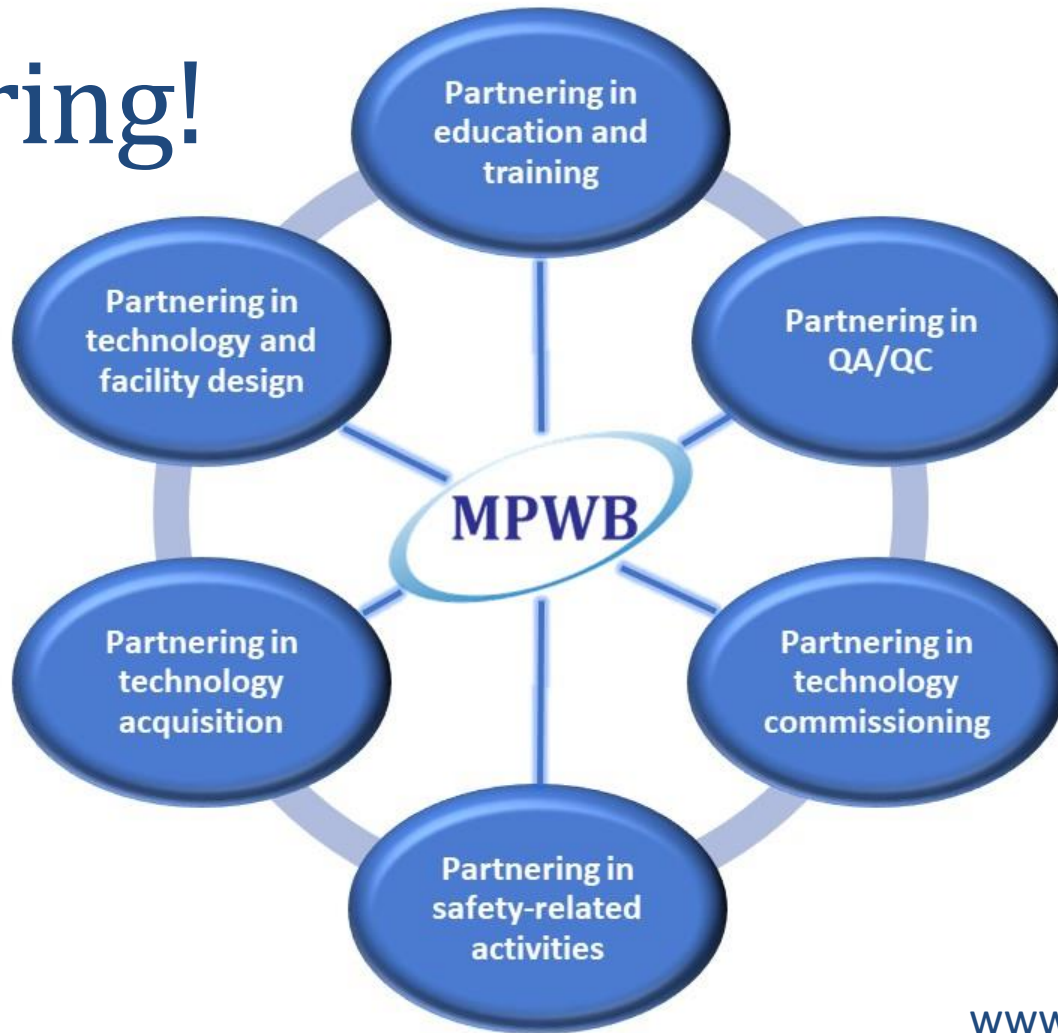 ring!
Partnering in
education and
training
Partnering in
technology and
facility design
Partnering in
QA/QC
MPWB
Partnering in
technology
acquisition
Partnering in
technology
commissioning
Partnering in
safety-related
activities
www